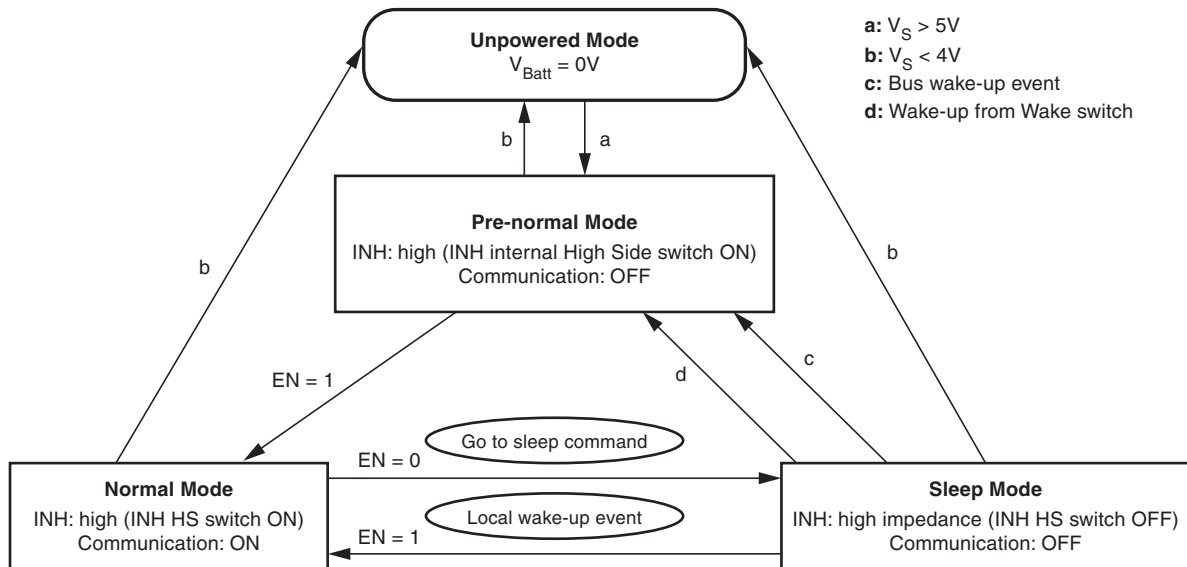 Unpowered Mode
V_Batt = 0V
a: V_S > 5V
b: V_S < 4V
c: Bus wake-up event
d: Wake-up from Wake switch
b
a
Pre-normal Mode
INH: high (INH internal High Side switch ON)
Communication: OFF
b
b
EN = 1
d
c
Go to sleep command
EN = 0
Normal Mode
INH: high (INH HS switch ON)
Communication: ON
Local wake-up event
EN = 1
Sleep Mode
INH: high impedance (INH HS switch OFF)
Communication: OFF